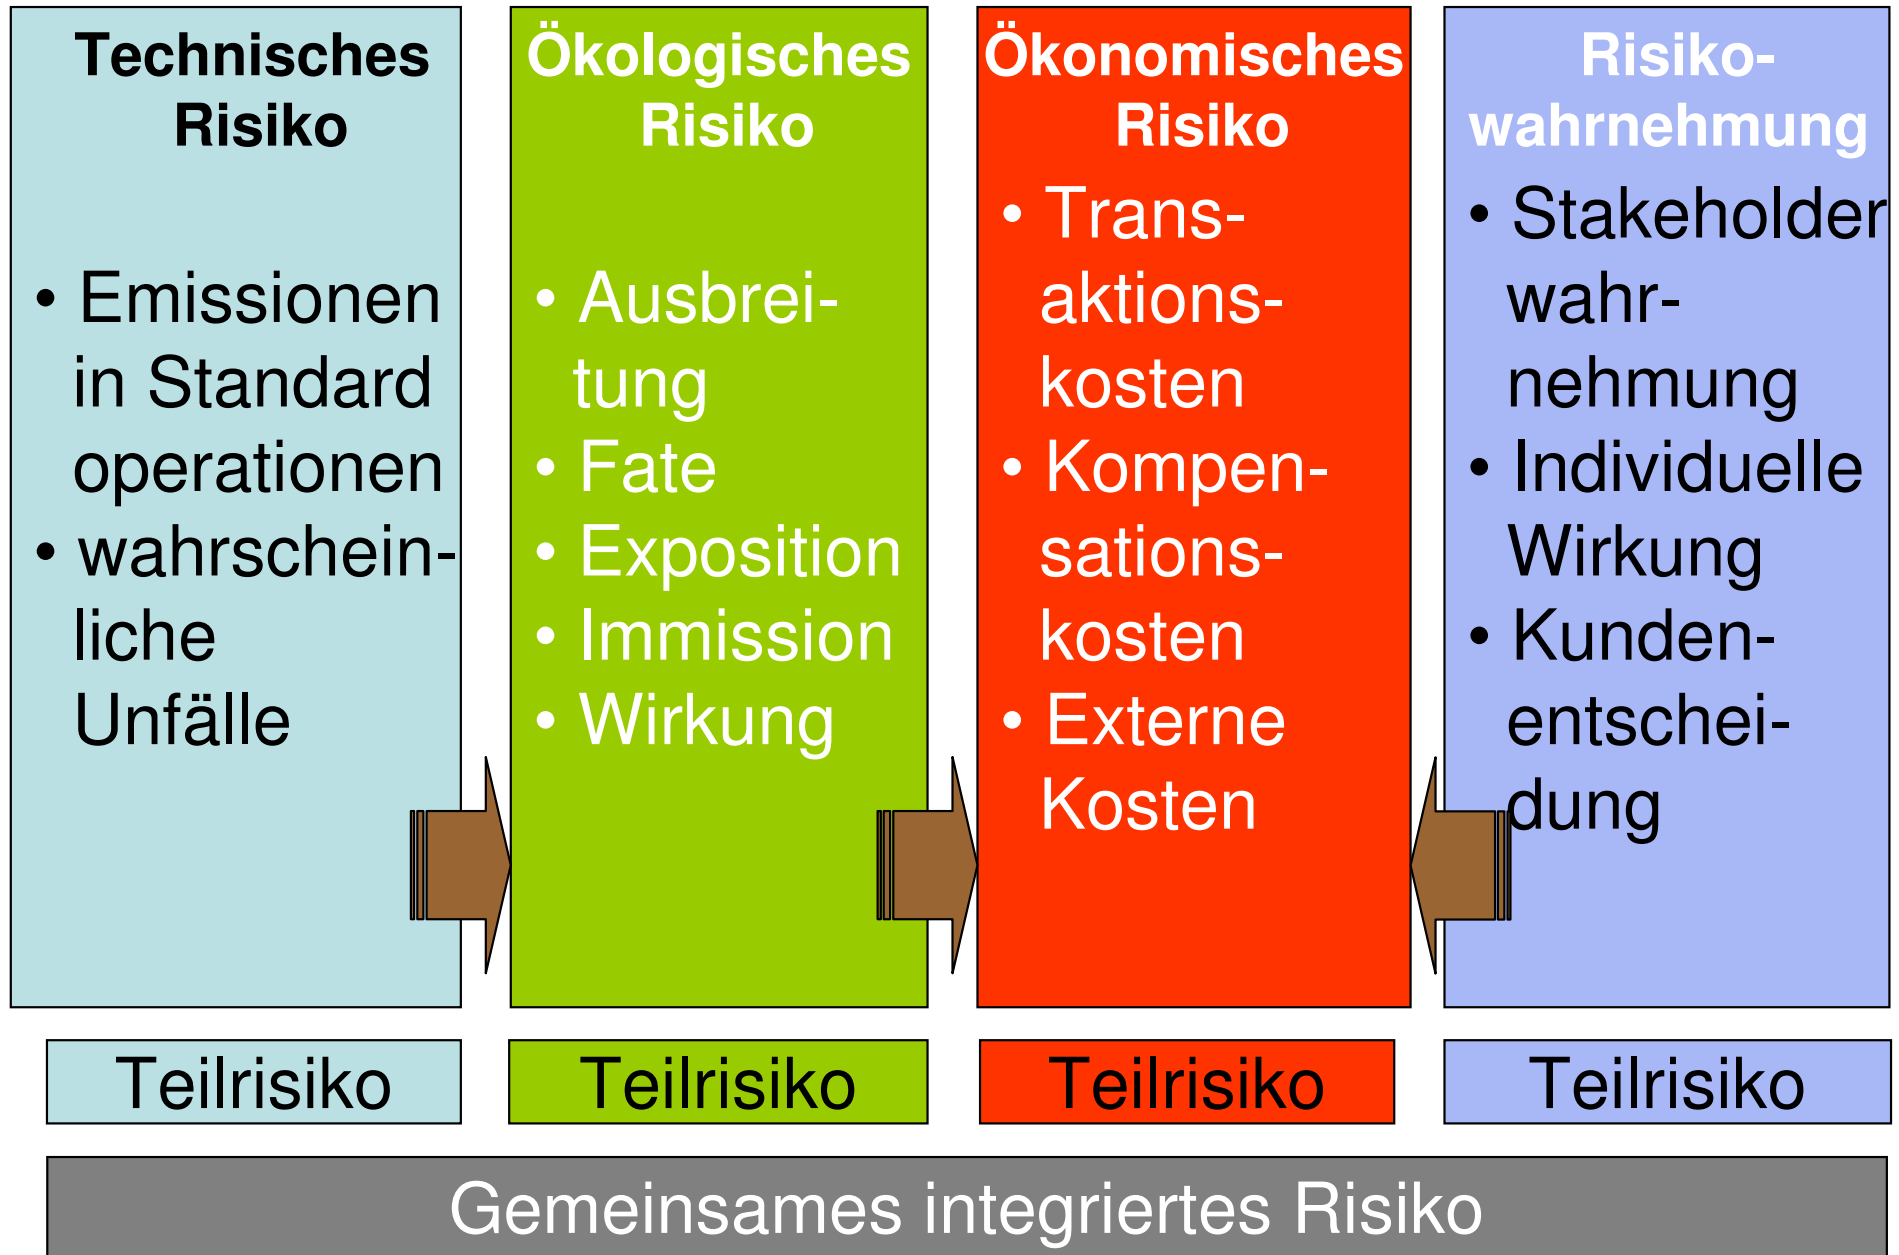 Technisches
Risiko
• Emissionen
in Standard
operationen
• wahrschein-
liche
Unfälle
Ökologisches
Risiko
• Ausbrei-
tung
• Fate
• Exposition
• Immission
• Wirkung
Ökonomisches
Risiko
• Trans-
aktions-
kosten
• Kompen-
sations-
kosten
• Externe
Kosten
Risiko-
wahrnehmung
• Stakeholder
wahr-
nehmung
• Individuelle
Wirkung
• Kunden-
entschei-
dung
Teilrisiko
Teilrisiko
Teilrisiko
Teilrisiko
Gemeinsames integriertes Risiko